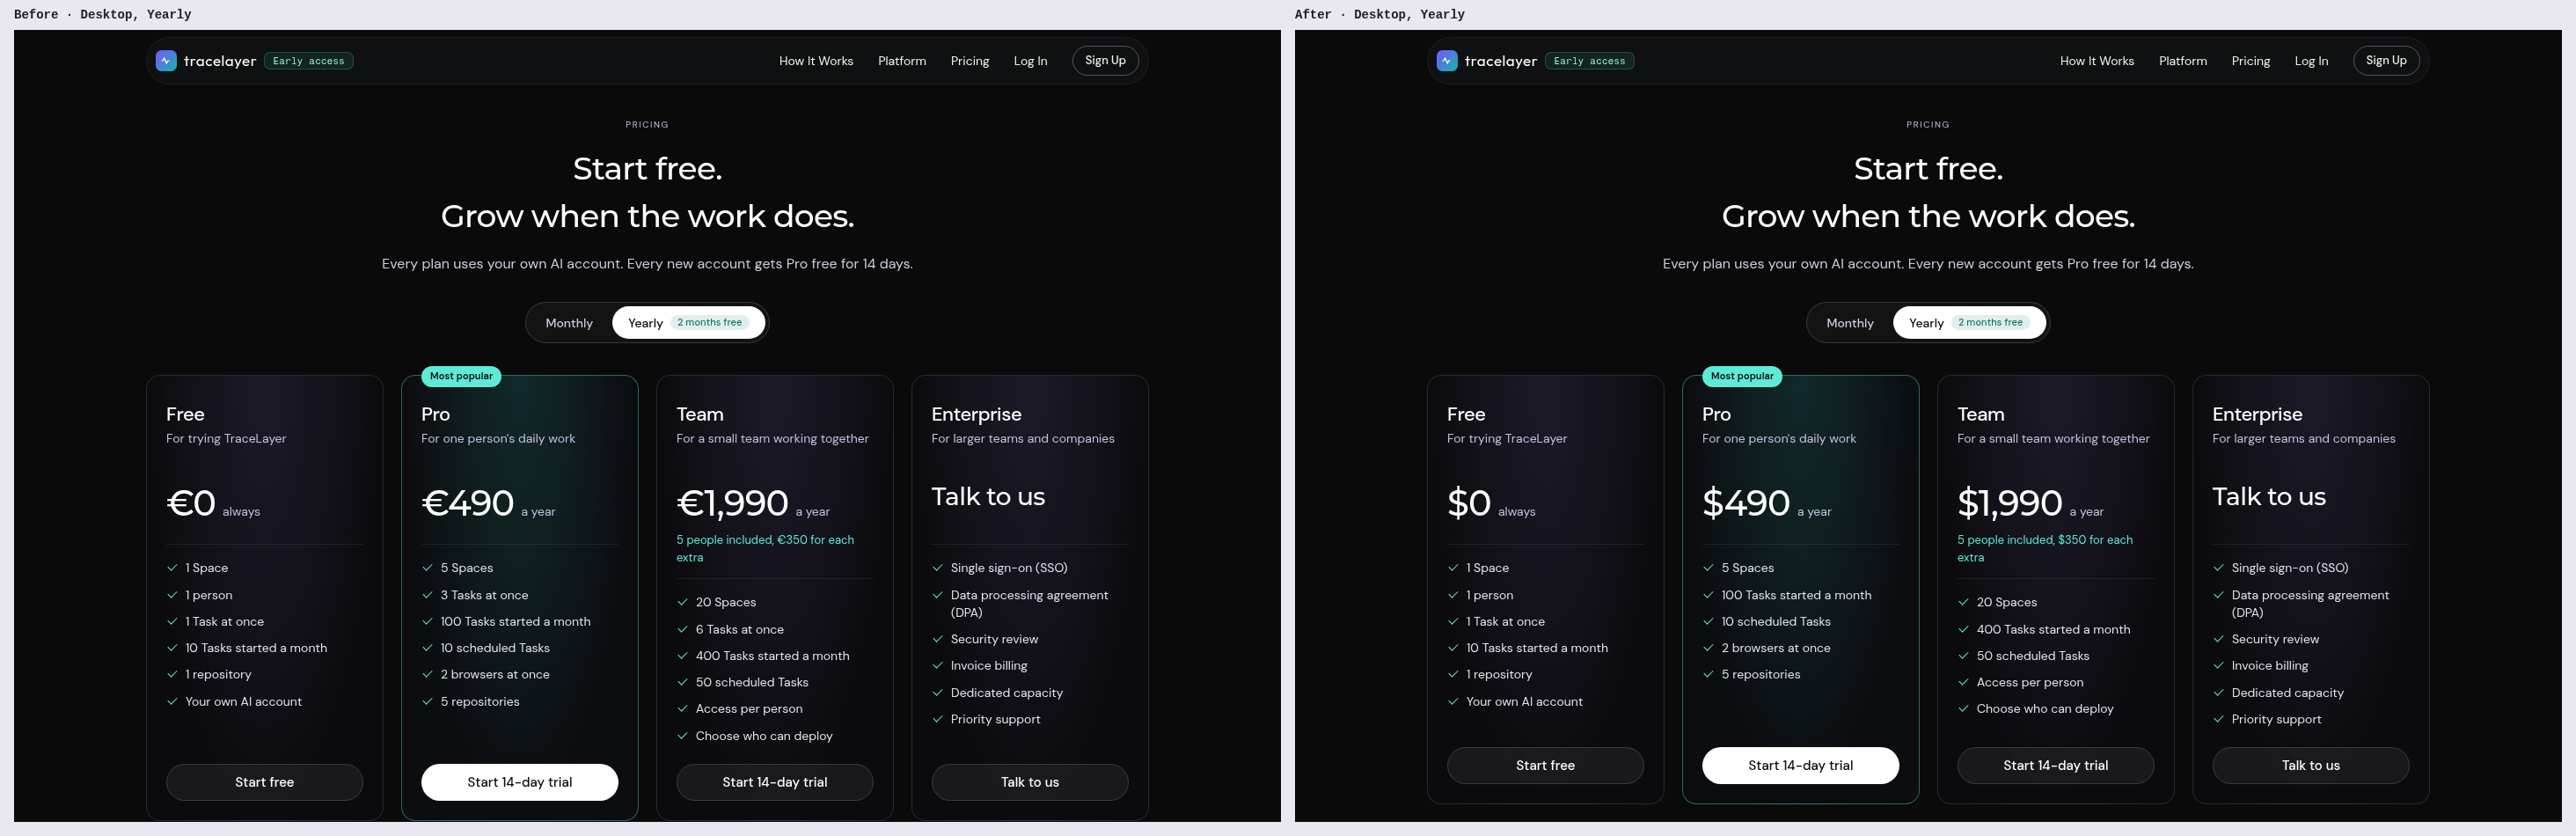 Before · Desktop, Yearly
tracelayer Early access How It Works Platform Pricing Log In Sign Up
PRICING
Start free.
Grow when the work does.
Every plan uses your own AI account. Every new account gets Pro free for 14 days.
Monthly Yearly 2 months free
Free
For trying TraceLayer
€0 always
1 Space
1 person
1 Task at once
10 Tasks started a month
1 repository
Your own AI account
Start free
Most popular
Pro
For one person's daily work
€490 a year
5 Spaces
3 Tasks at once
100 Tasks started a month
10 scheduled Tasks
2 browsers at once
5 repositories
Start 14-day trial
Team
For a small team working together
€1,990 a year
5 people included, €350 for each
extra
20 Spaces
6 Tasks at once
400 Tasks started a month
50 scheduled Tasks
Access per person
Choose who can deploy
Start 14-day trial
Enterprise
For larger teams and companies
Talk to us
Single sign-on (SSO)
Data processing agreement
(DPA)
Security review
Invoice billing
Dedicated capacity
Priority support
Talk to us
After · Desktop, Yearly
tracelayer Early access How It Works Platform Pricing Log In Sign Up
PRICING
Start free.
Grow when the work does.
Every plan uses your own AI account. Every new account gets Pro free for 14 days.
Monthly Yearly 2 months free
Free
For trying TraceLayer
$0 always
1 Space
1 person
1 Task at once
10 Tasks started a month
1 repository
Your own AI account
Start free
Most popular
Pro
For one person's daily work
$490 a year
5 Spaces
100 Tasks started a month
10 scheduled Tasks
2 browsers at once
5 repositories
Start 14-day trial
Team
For a small team working together
$1,990 a year
5 people included, $350 for each
extra
20 Spaces
400 Tasks started a month
50 scheduled Tasks
Access per person
Choose who can deploy
Start 14-day trial
Enterprise
For larger teams and companies
Talk to us
Single sign-on (SSO)
Data processing agreement
(DPA)
Security review
Invoice billing
Dedicated capacity
Priority support
Talk to us